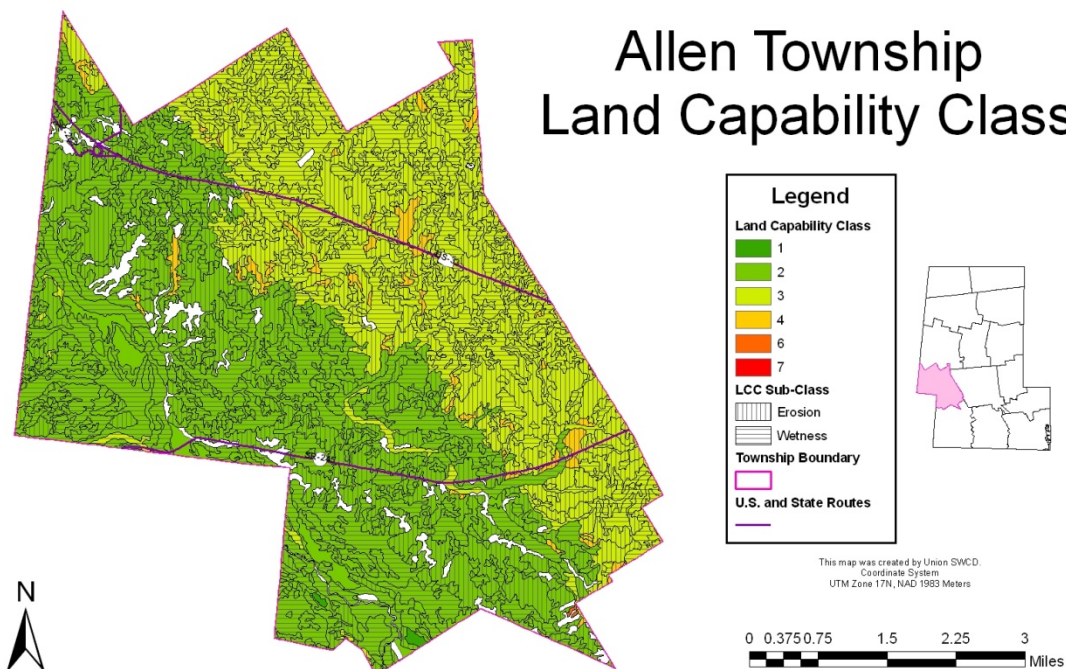 Allen Township
Land Capability Class
Legend
Land Capability Class
1
2
3
4
6
7
LCC Sub-Class
Erosion
Wetness
Township Boundary
U.S. and State Routes
This map was created by Union SWCD.
Coordinate System
UTM Zone 17N, NAD 1983 Meters
N
0 0.375 0.75 1.5 2.25 3
Miles